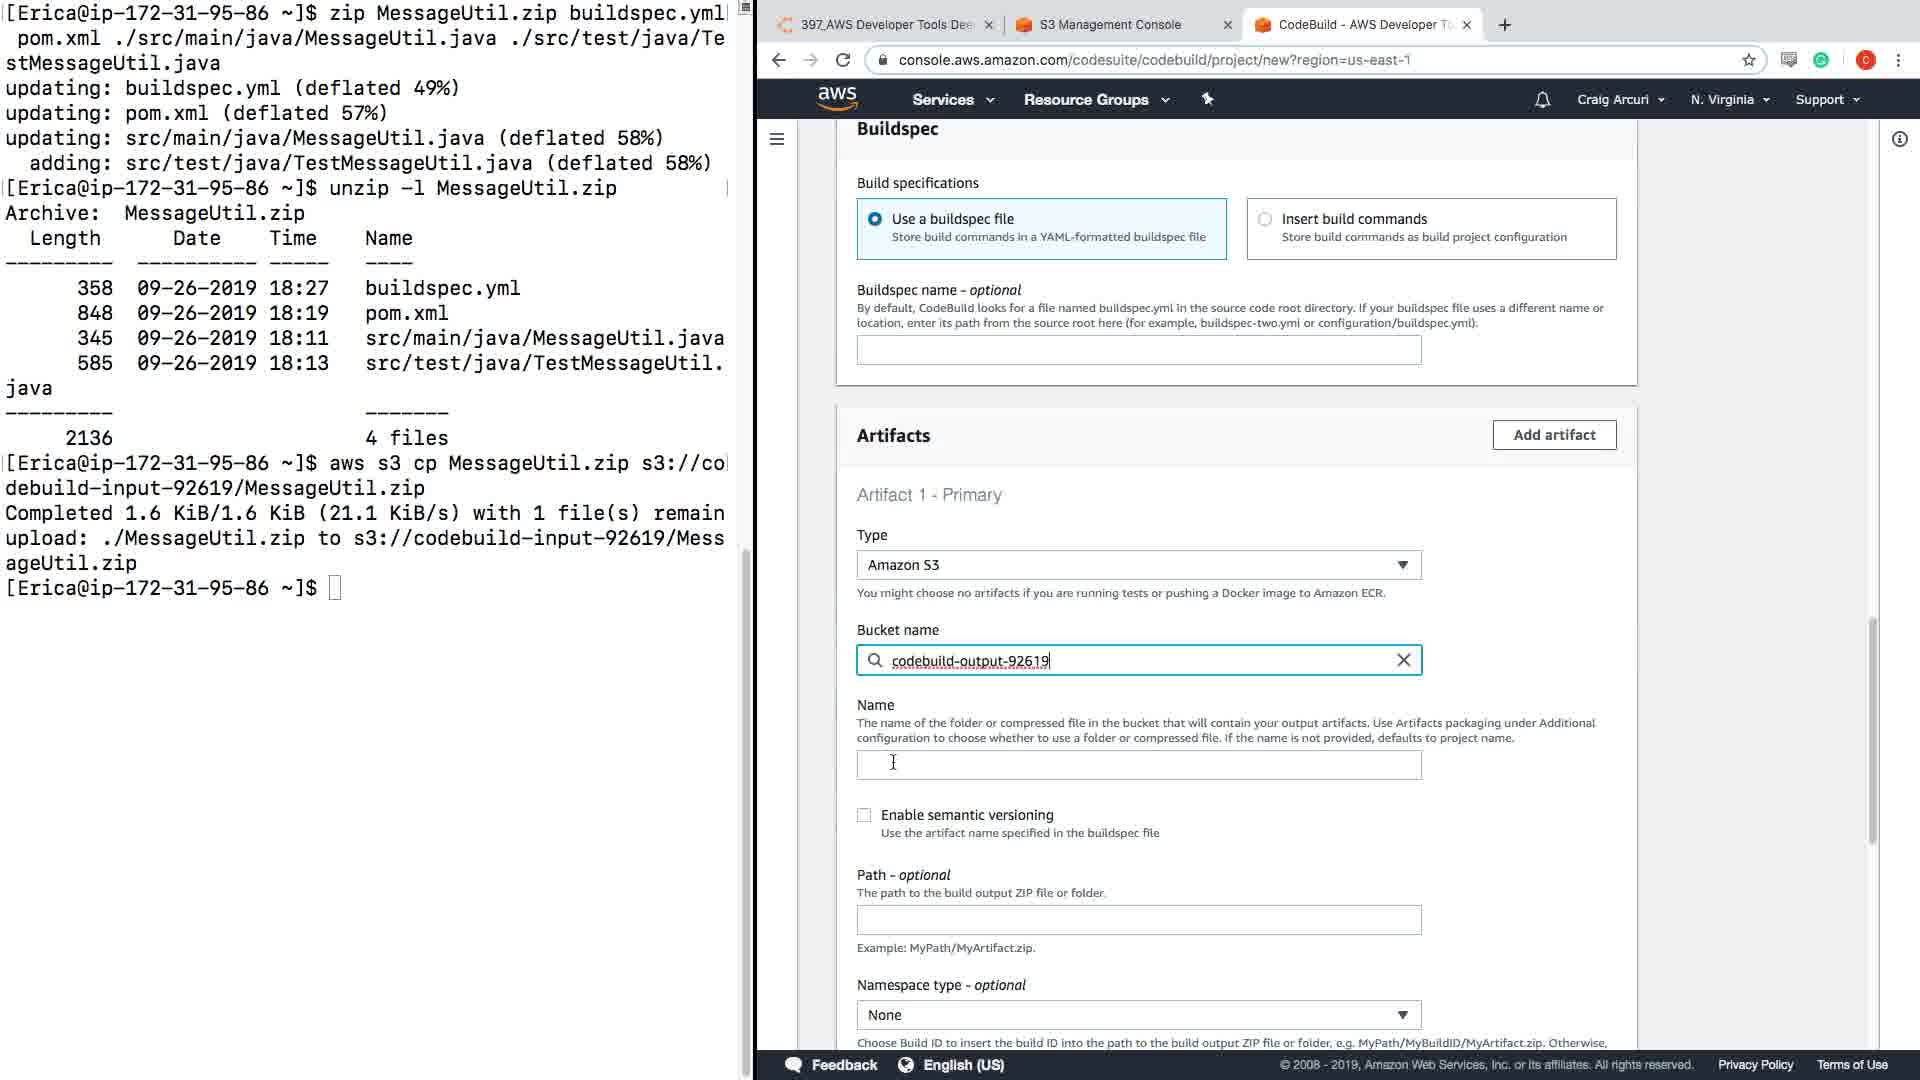 [Erica@ip-172-31-95-86 ~]$ zip MessageUtil.zip buildspec.yml
pom.xml ./src/main/java/MessageUtil.java ./src/test/java/Te
stMessageUtil.java
updating: buildspec.yml (deflated 49%)
updating: pom.xml (deflated 57%)
updating: src/main/java/MessageUtil.java (deflated 58%)
adding: src/test/java/TestMessageUtil.java (deflated 58%)
[Erica@ip-172-31-95-86 ~]$ unzip -l MessageUtil.zip
Archive:  MessageUtil.zip
Length Date Time Name
--------- ---------- ----- ----
358 09-26-2019 18:27 buildspec.yml
848 09-26-2019 18:19 pom.xml
345 09-26-2019 18:11 src/main/java/MessageUtil.java
585 09-26-2019 18:13 src/test/java/TestMessageUtil.
java
--------- -------
2136 4 files
[Erica@ip-172-31-95-86 ~]$ aws s3 cp MessageUtil.zip s3://co
debuild-input-92619/MessageUtil.zip
Completed 1.6 KiB/1.6 KiB (21.1 KiB/s) with 1 file(s) remain
upload: ./MessageUtil.zip to s3://codebuild-input-92619/Mess
ageUtil.zip
[Erica@ip-172-31-95-86 ~]$
397_AWS Developer Tools Dee
S3 Management Console
CodeBuild - AWS Developer To
console.aws.amazon.com/codesuite/codebuild/project/new?region=us-east-1
C
aws
Services
Resource Groups
Craig Arcuri
N. Virginia
Support
Buildspec
Build specifications
Use a buildspec file
Store build commands in a YAML-formatted buildspec file
Insert build commands
Store build commands as build project configuration
Buildspec name - optional
By default, CodeBuild looks for a file named buildspec.yml in the source code root directory. If your buildspec file uses a different name or
location, enter its path from the source root here (for example, buildspec-two.yml or configuration/buildspec.yml).
Artifacts
Add artifact
Artifact 1 - Primary
Type
Amazon S3
You might choose no artifacts if you are running tests or pushing a Docker image to Amazon ECR.
Bucket name
codebuild-output-92619
Name
The name of the folder or compressed file in the bucket that will contain your output artifacts. Use Artifacts packaging under Additional
configuration to choose whether to use a folder or compressed file. If the name is not provided, defaults to project name.
Enable semantic versioning
Use the artifact name specified in the buildspec file
Path - optional
The path to the build output ZIP file or folder.
Example: MyPath/MyArtifact.zip.
Namespace type - optional
None
Choose Build ID to insert the build ID into the path to the build output ZIP file or folder, e.g. MyPath/MyBuildID/MyArtifact.zip. Otherwise,
Feedback
English (US)
© 2008 - 2019, Amazon Web Services, Inc. or its affiliates. All rights reserved.
Privacy Policy
Terms of Use